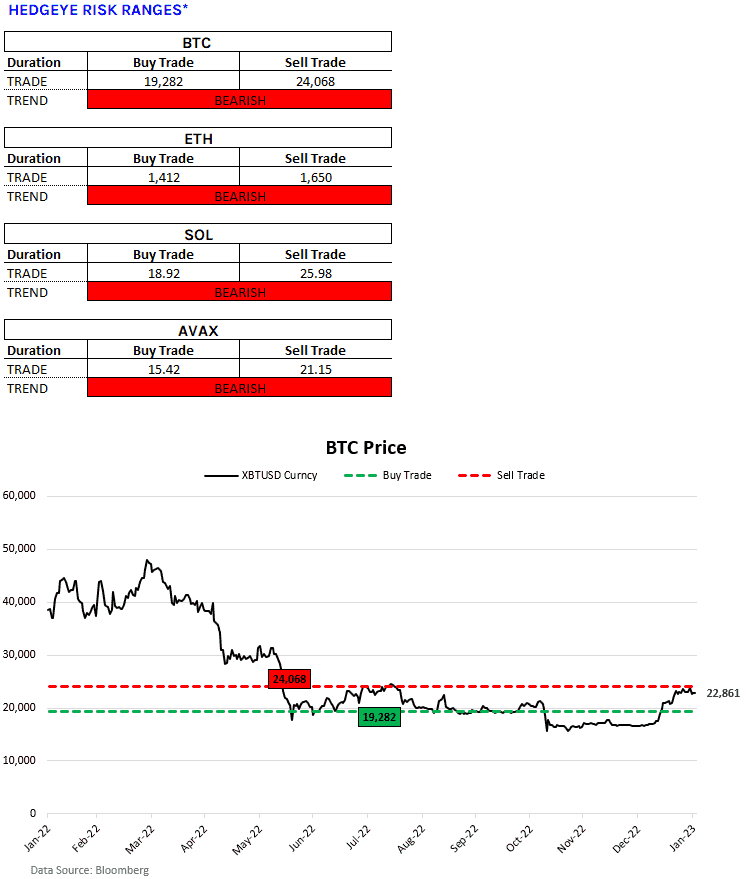 HEDGEYE RISK RANGES*
BTC
Duration Buy Trade Sell Trade
TRADE 19,282 24,068
TREND BEARISH
ETH
Duration Buy Trade Sell Trade
TRADE 1,412 1,650
TREND BEARISH
SOL
Duration Buy Trade Sell Trade
TRADE 18.92 25.98
TREND BEARISH
AVAX
Duration Buy Trade Sell Trade
TRADE 15.42 21.15
TREND BEARISH
BTC Price
XBTUSD Curncy Buy Trade Sell Trade
60,000
50,000
40,000
30,000
24,068
22,861
20,000
19,282
10,000
0
Jan-22 Feb-22 Mar-22 Apr-22 May-22 Jun-22 Jul-22 Aug-22 Sep-22 Oct-22 Nov-22 Dec-22 Jan-23
Data Source: Bloomberg